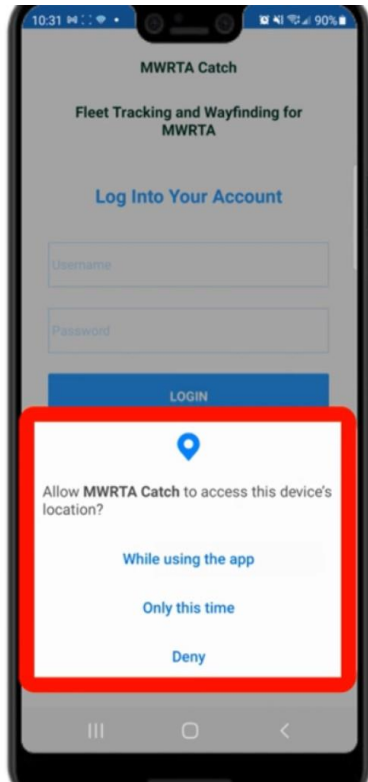 10:31
90%
MWRTA Catch
Fleet Tracking and Wayfinding for
MWRTA
Log Into Your Account
Username
Password
LOGIN
Allow MWRTA Catch to access this device's
location?
While using the app
Only this time
Deny